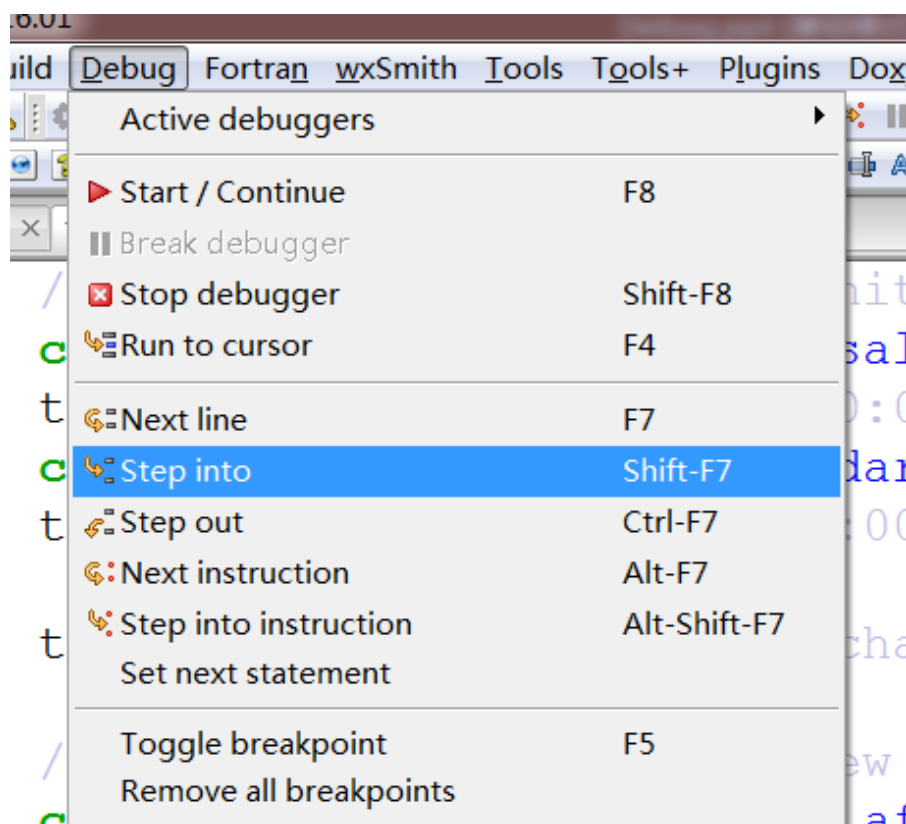 6.01
Debug Fortran wxSmith Tools Tools+ Plugins
Active debuggers
Start / Continue F8
Break debugger
Stop debugger Shift-F8
Run to cursor F4
Next line F7
Step into Shift-F7
Step out Ctrl-F7
Next instruction Alt-F7
Step into instruction Alt-Shift-F7
Set next statement
Toggle breakpoint F5
Remove all breakpoints